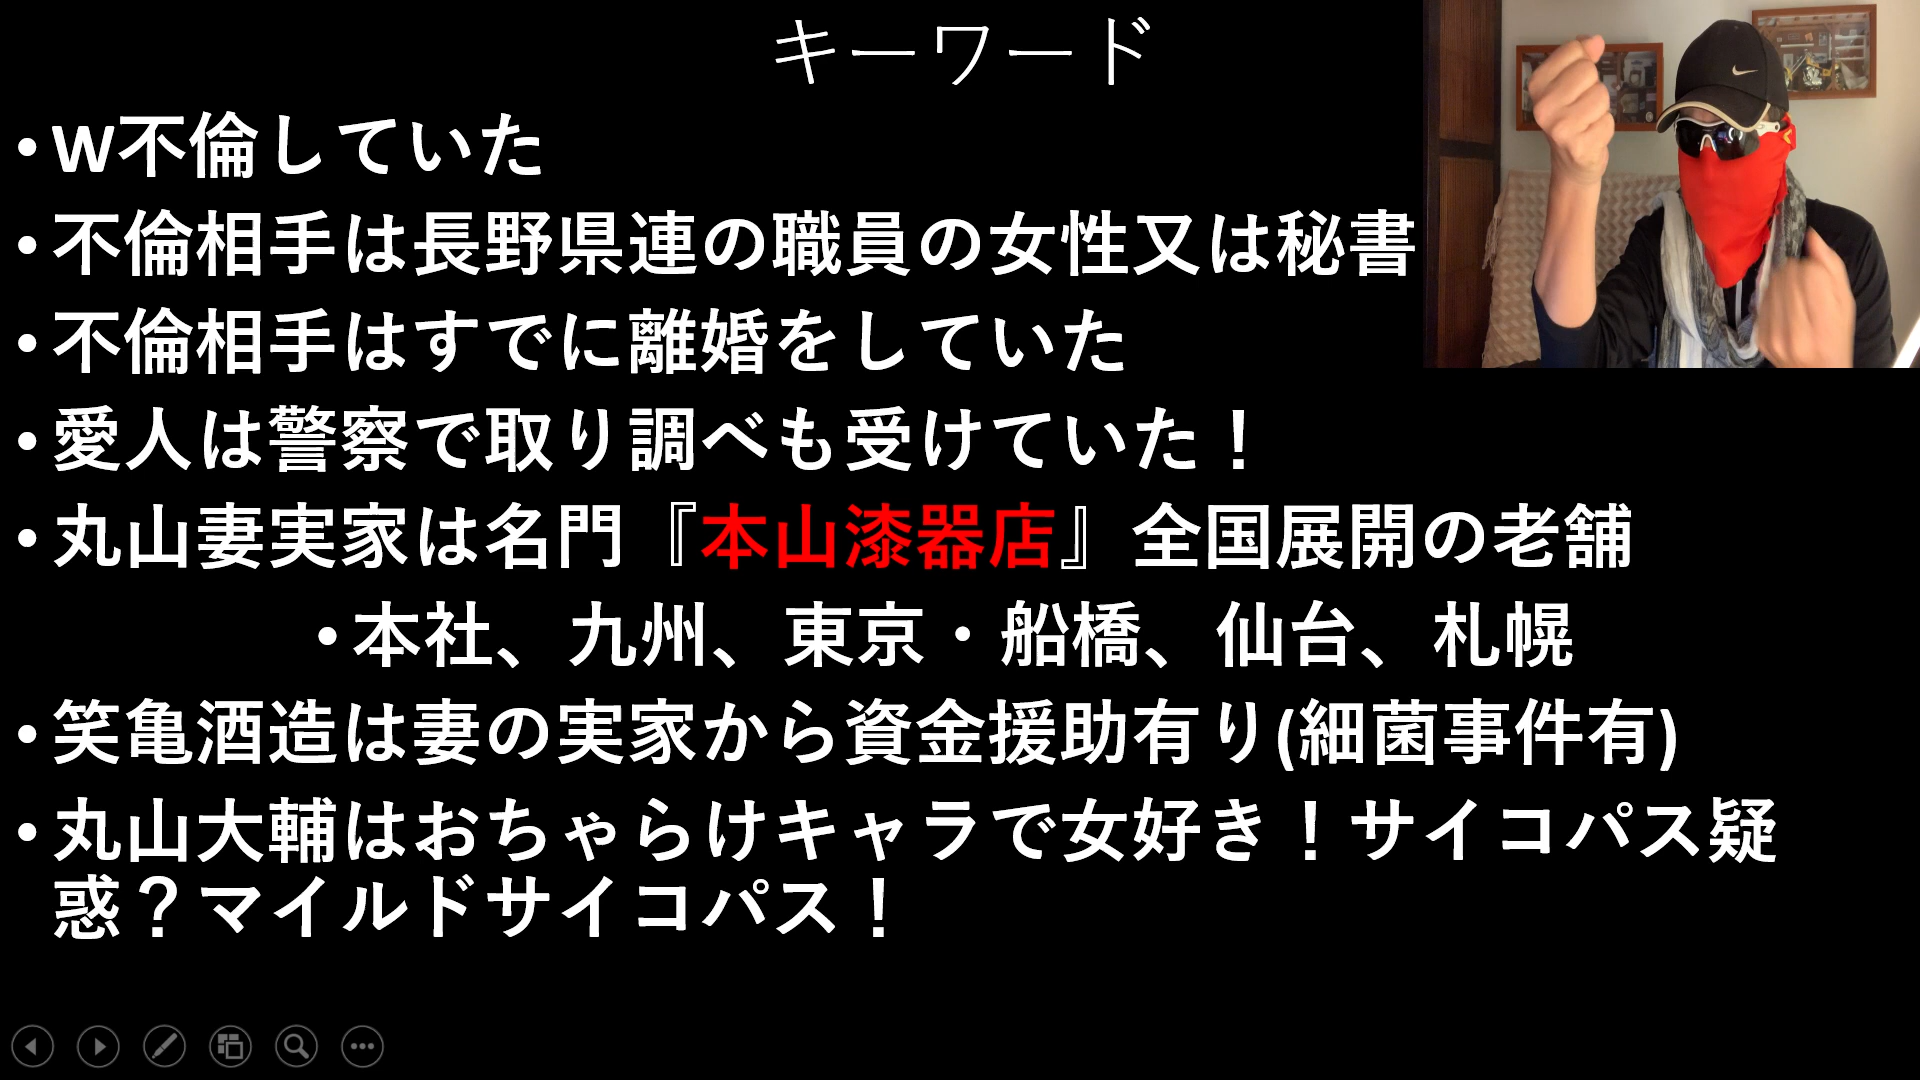 キーワード
•W不倫していた
•不倫相手は長野県連の職員の女性又は秘書
•不倫相手はすでに離婚をしていた
•愛人は警察で取り調べも受けていた！
•丸山妻実家は名門『本山漆器店』全国展開の老舗
•本社、九州、東京・船橋、仙台、札幌
•笑亀酒造は妻の実家から資金援助有り(細菌事件有)
•丸山大輔はおちゃらけキャラで女好き！サイコパス疑
惑？マイルドサイコパス！